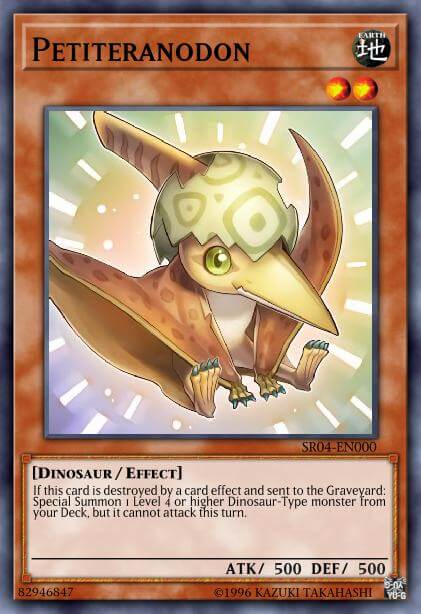 PETITERANODON
EARTH
地
SR04-EN000
[DINOSAUR / EFFECT]
If this card is destroyed by a card effect and sent to the Graveyard:
Special Summon 1 Level 4 or higher Dinosaur-Type monster from
your Deck, but it cannot attack this turn.
ATK/ 500 DEF/ 500
82946847
©1996 KAZUKI TAKAHASHI